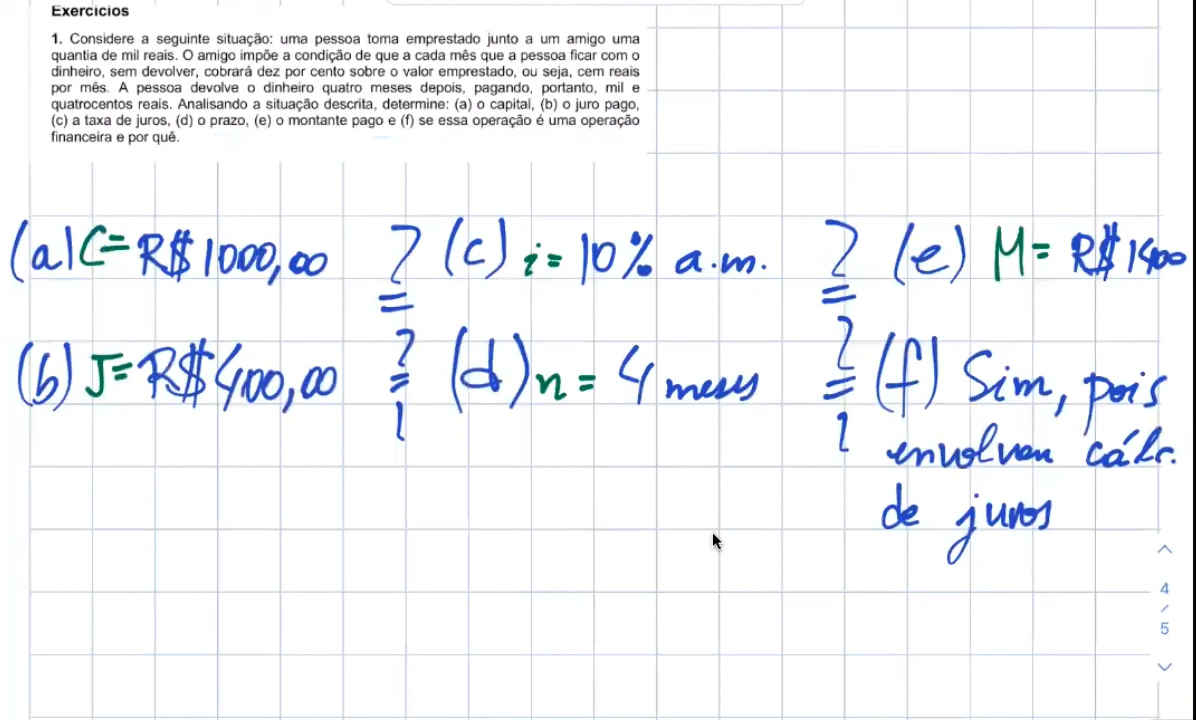 Exercícios
1. Considere a seguinte situação: uma pessoa toma emprestado junto a um amigo uma
quantia de mil reais. O amigo impõe a condição de que a cada mês que a pessoa ficar com o
dinheiro, sem devolver, cobrará dez por cento sobre o valor emprestado, ou seja, cem reais
por mês. A pessoa devolve o dinheiro quatro meses depois, pagando, portanto, mil e
quatrocentos reais. Analisando a situação descrita, determine: (a) o capital, (b) o juro pago,
(c) a taxa de juros, (d) o prazo, (e) o montante pago e (f) se essa operação é uma operação
financeira e por quê.
(a) C= R$ 1000,00
(b) J= R$ 400,00
(c) i= 10% a.m.
(d) n = 4 meses
(e) M= R$ 1400
(f) Sim, pois
cálc.
de juros
4
/
5